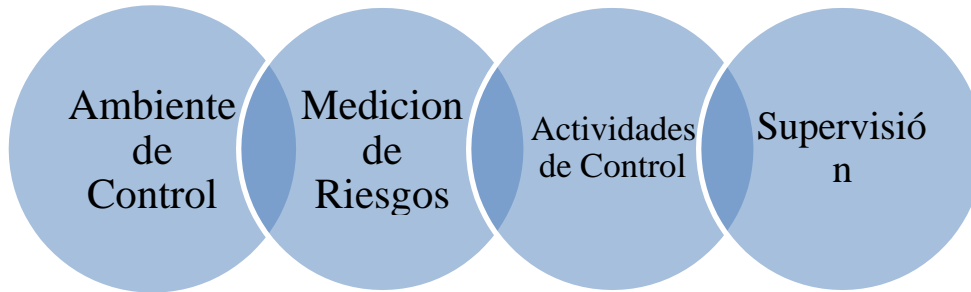 Ambiente
de
Control
Medicion
de
Riesgos
Actividades
de Control
Supervisió
n